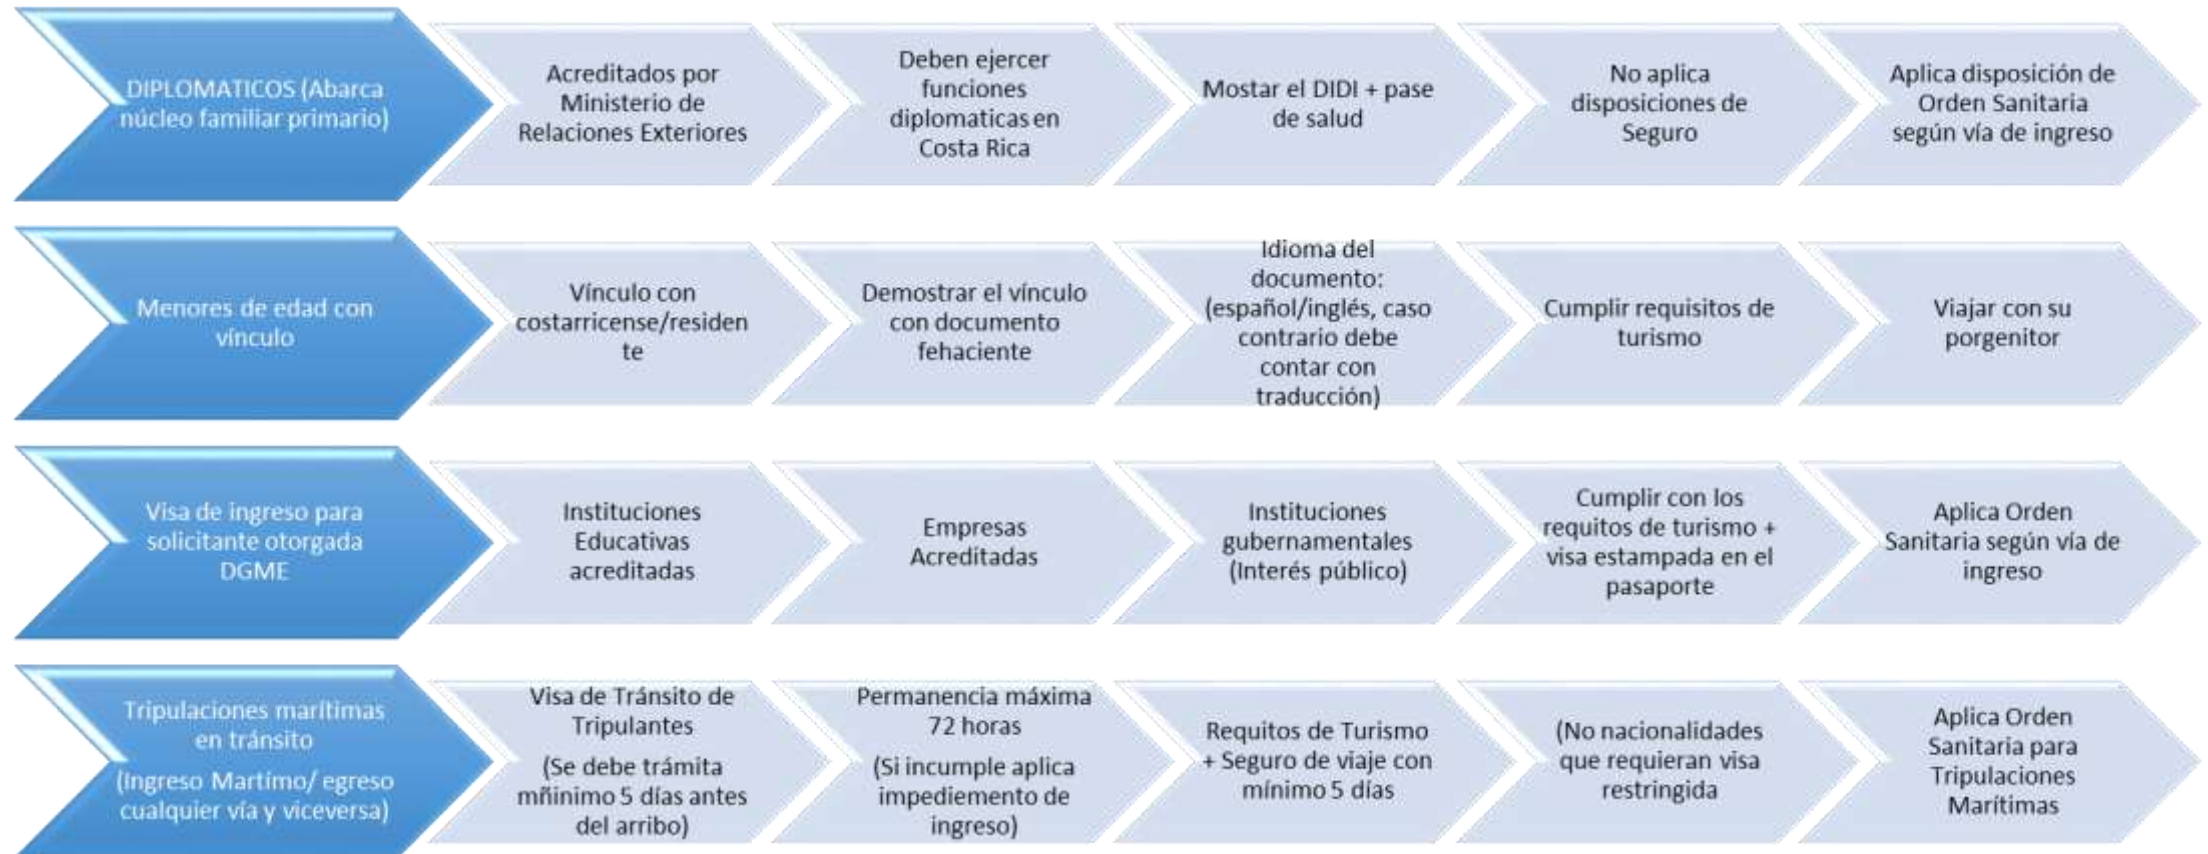 DIPLOMATICOS (Abarca
núcleo familiar primario)
Acreditados por
Ministerio de
Relaciones Exteriores
Deben ejercer
funciones
diplomaticas en
Costa Rica
Mostar el DIDI + pase
de salud
No aplica
disposiciones de
Seguro
Aplica disposición de
Orden Sanitaria
según vía de ingreso
Menores de edad con
vínculo
Vínculo con
costarricense/residen
te
Demostrar el vínculo
con documento
fehaciente
Idioma del
documento:
(español/inglés, caso
contrario debe
contar con
traducción)
Cumplir requisitos de
turismo
Viajar con su
porgenitor
Visa de ingreso para
solicitante otorgada
DGME
Instituciones
Educativas
acreditadas
Empresas
Acreditadas
Instituciones
gubernamentales
(Interés público)
Cumplir con los
requitos de turismo +
visa estampada en el
pasaporte
Aplica Orden
Sanitaria según vía de
ingreso
Tripulaciones marítimas
en tránsito
(Ingreso Martimo/ egreso
cualquier vía y viceversa)
Visa de Tránsito de
Tripulantes
(Se debe trámita
mñinimo 5 días antes
del arribo)
Permanencia máxima
72 horas
(Si incumple aplica
impediemento de
ingreso)
Requitos de Turismo
+ Seguro de viaje con
mínimo 5 días
(No nacionalidades
que requieran visa
restringida
Aplica Orden
Sanitaria para
Tripulaciones
Marítimas